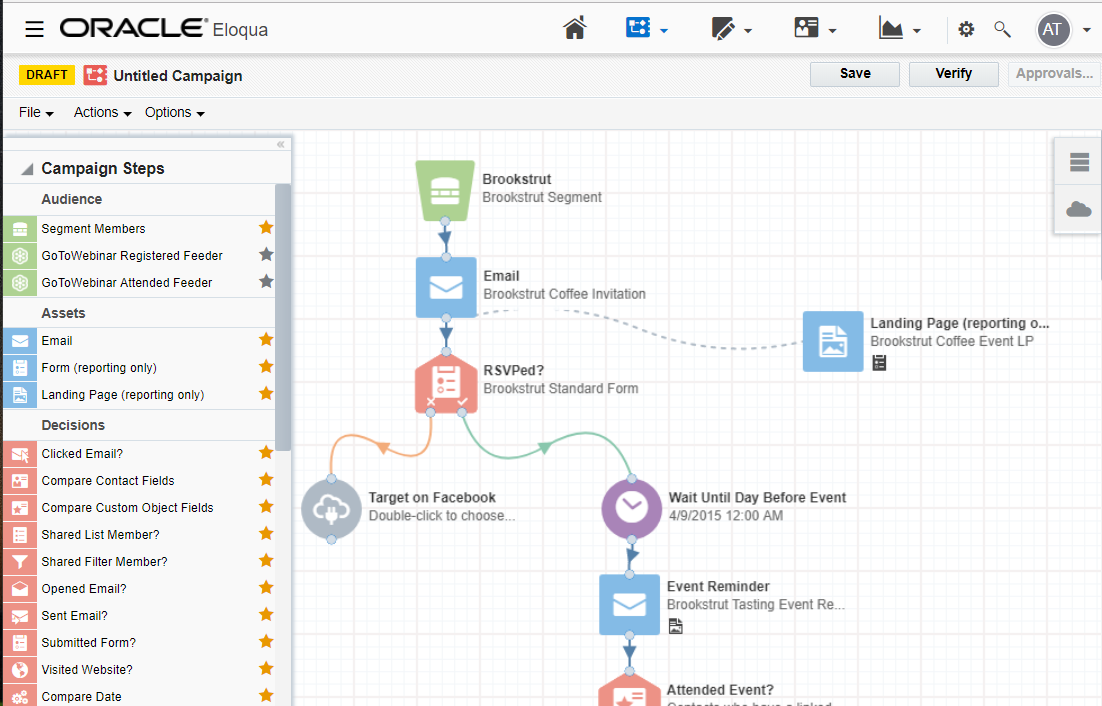 ORACLE® Eloqua
AT
DRAFT Untitled Campaign
Save Verify Approvals...
File Actions Options
«
Campaign Steps
Audience
Segment Members
GoToWebinar Registered Feeder
GoToWebinar Attended Feeder
Assets
Email
Form (reporting only)
Landing Page (reporting only)
Decisions
Clicked Email?
Compare Contact Fields
Compare Custom Object Fields
Shared List Member?
Shared Filter Member?
Opened Email?
Sent Email?
Submitted Form?
Visited Website?
Compare Date
Brookstrut
Brookstrut Segment
Email
Brookstrut Coffee Invitation
Landing Page (reporting o...
Brookstrut Coffee Event LP
RSVPed?
Brookstrut Standard Form
Target on Facebook
Double-click to choose...
Wait Until Day Before Event
4/9/2015 12:00 AM
Event Reminder
Brookstrut Tasting Event Re...
Attended Event?
Contacts who have a linked